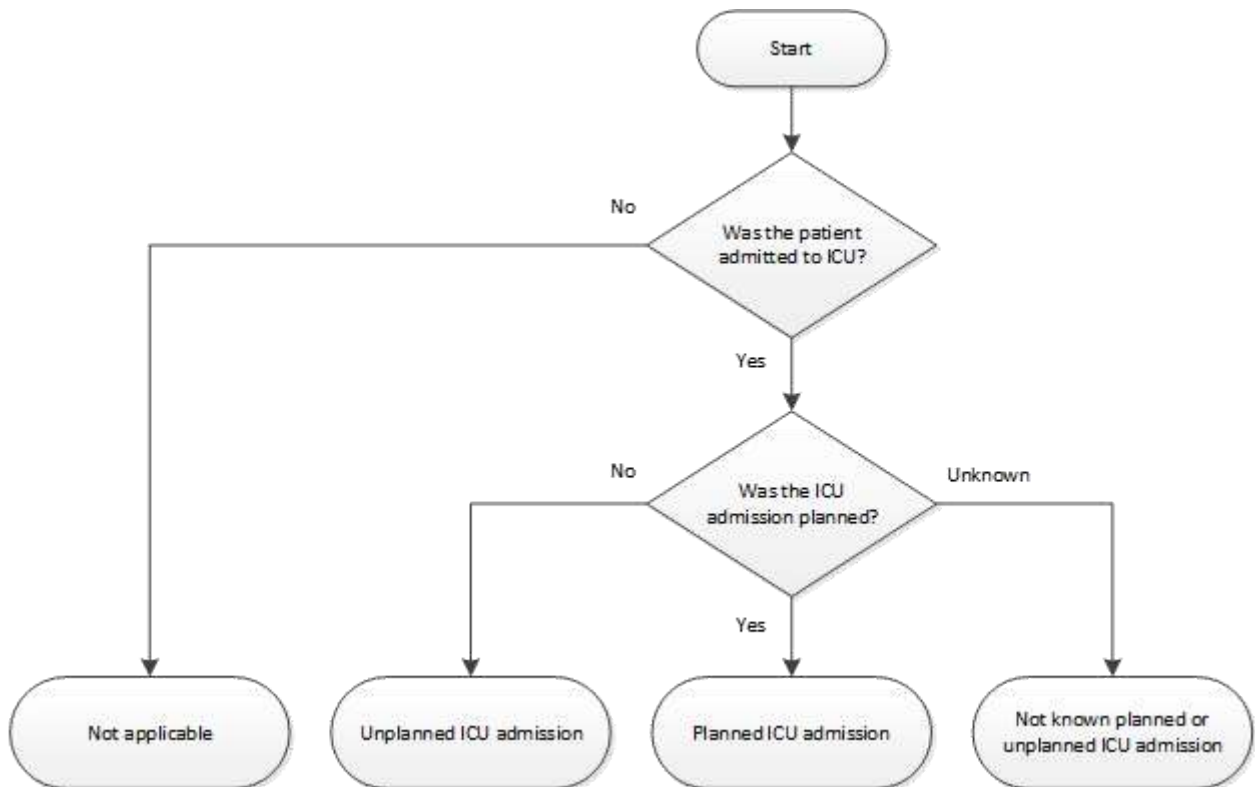 Start
No
Was the patient
admitted to ICU?
Yes
No
Was the ICU
admission planned?
Unknown
Yes
Not applicable
Unplanned ICU admission
Planned ICU admission
Not known planned or
unplanned ICU admission